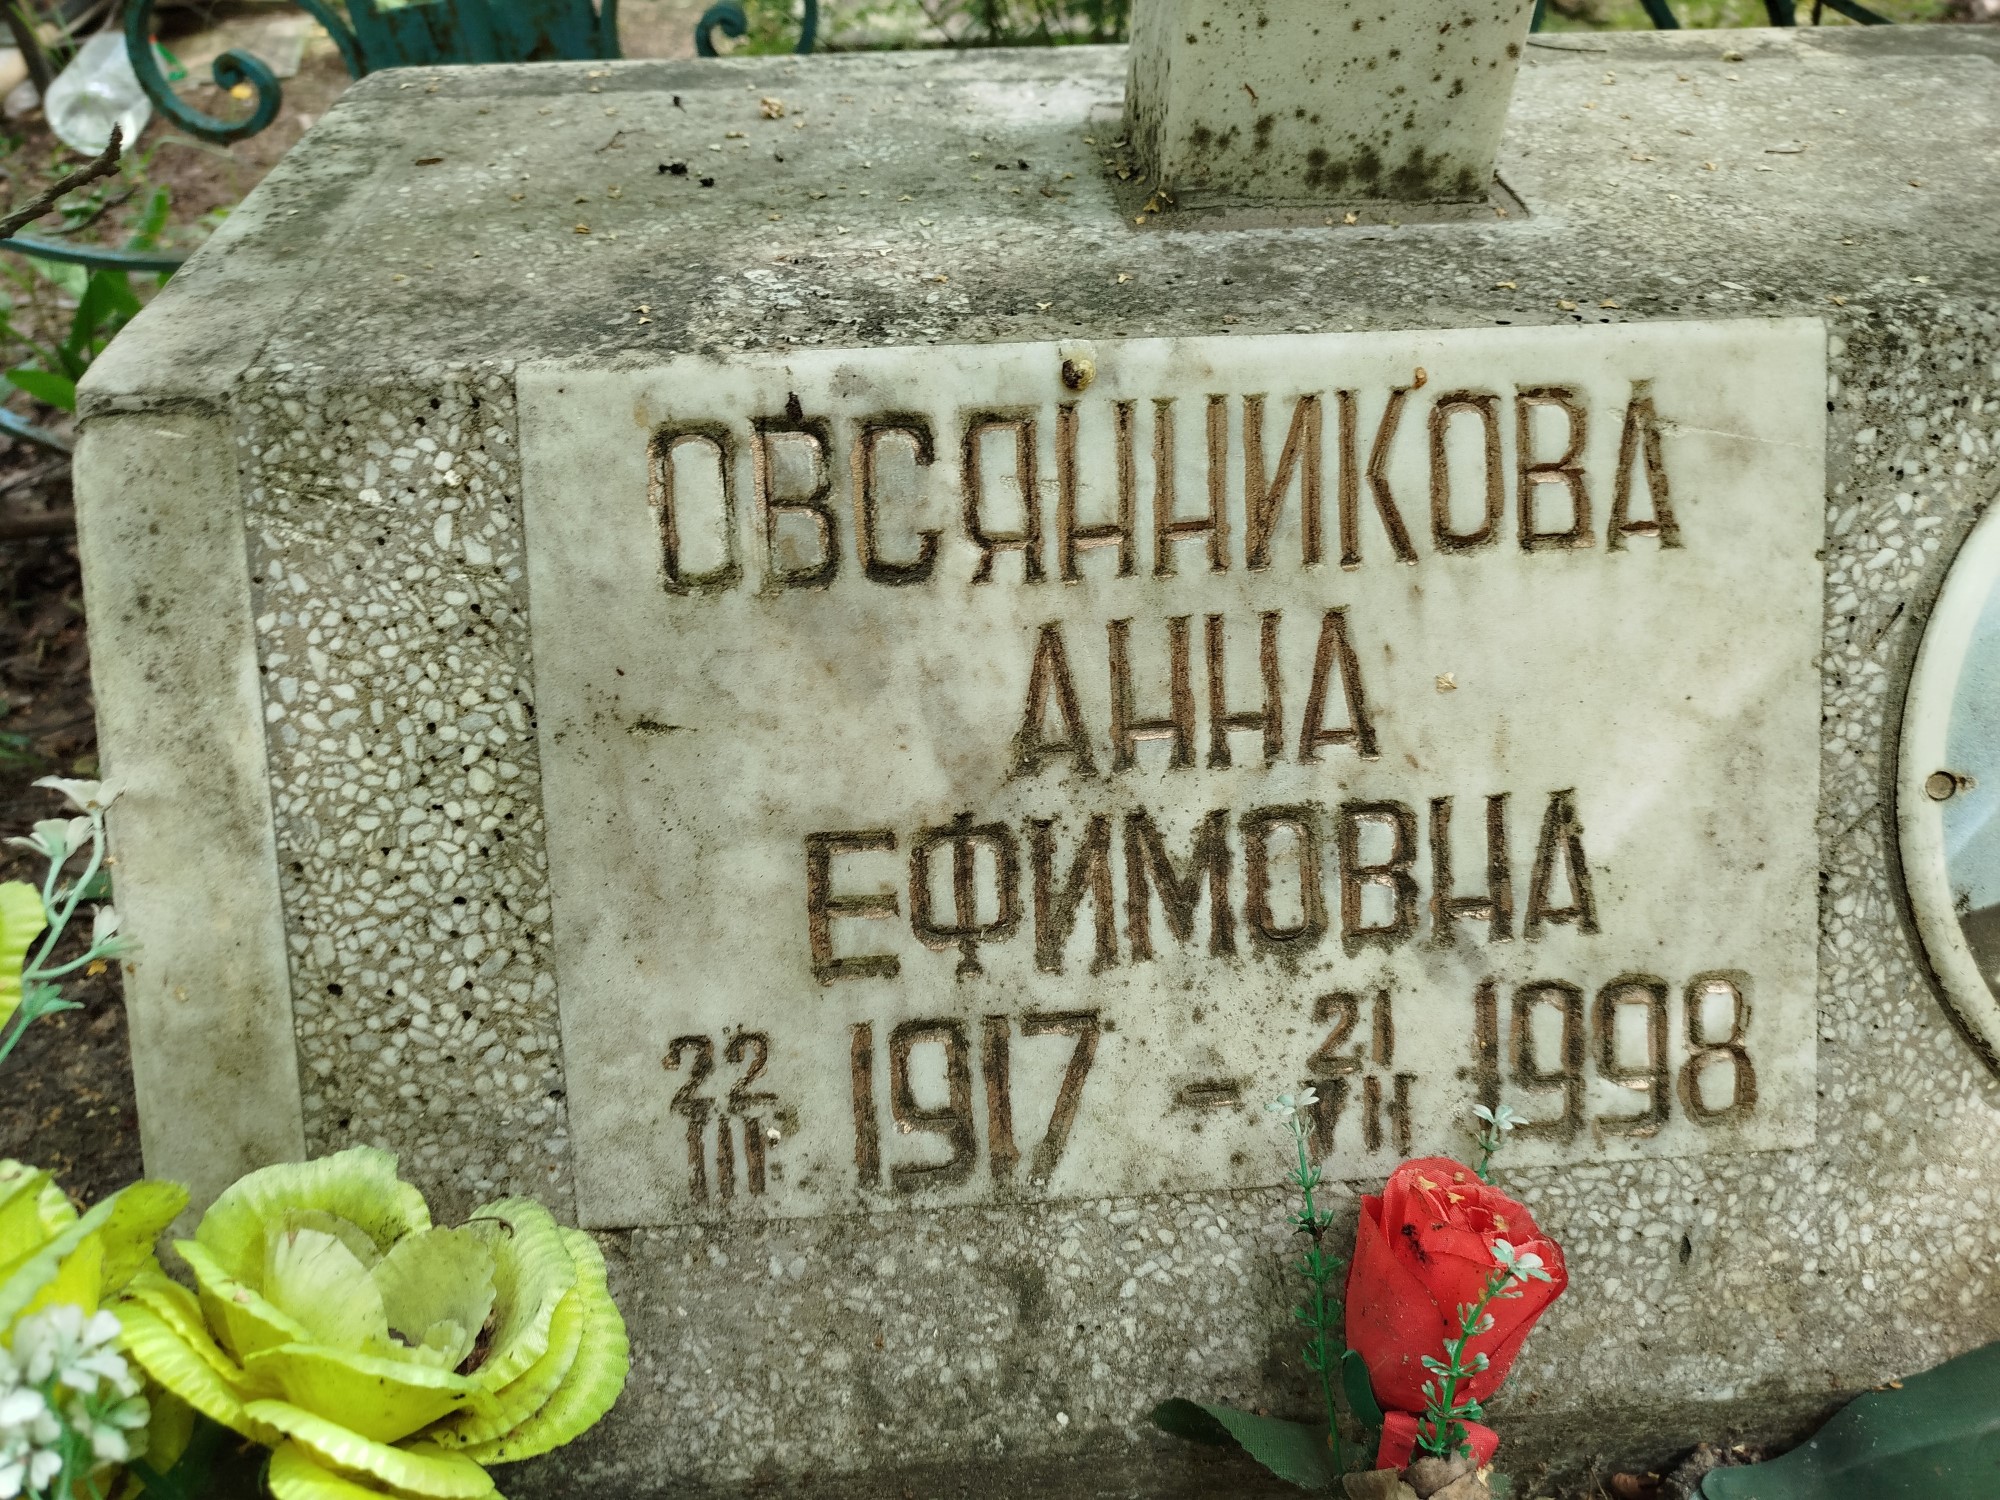 ОВСЯННИКОВА
АННА
ЕФИМОВНА
22/III 1917 - 21/VII 1998